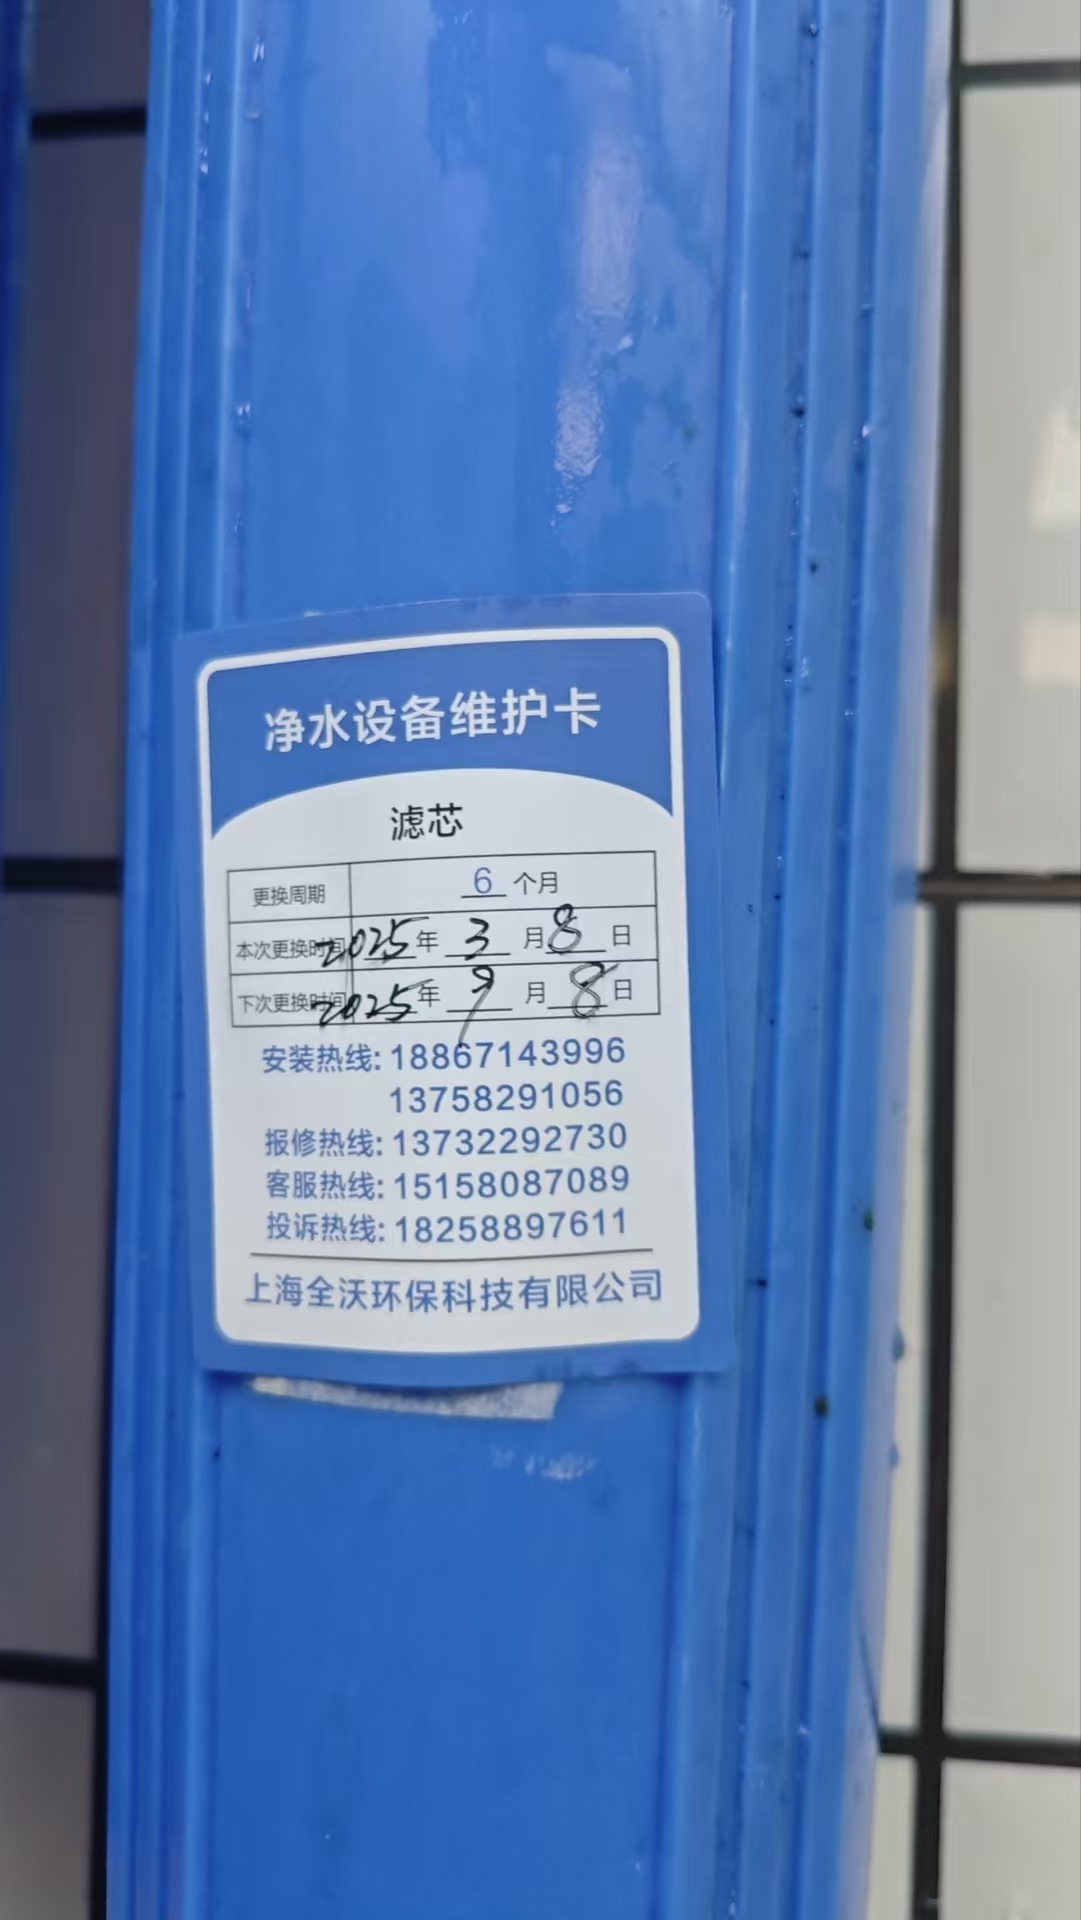 净水设备维护卡
滤芯
更换周期 6 个月
本次更换时间 2025 年 3 月 8 日
下次更换时间 2025 年 9 月 8 日
安装热线: 18867143996
13758291056
报修热线: 13732292730
客服热线: 15158087089
投诉热线: 18258897611
上海全沃环保科技有限公司